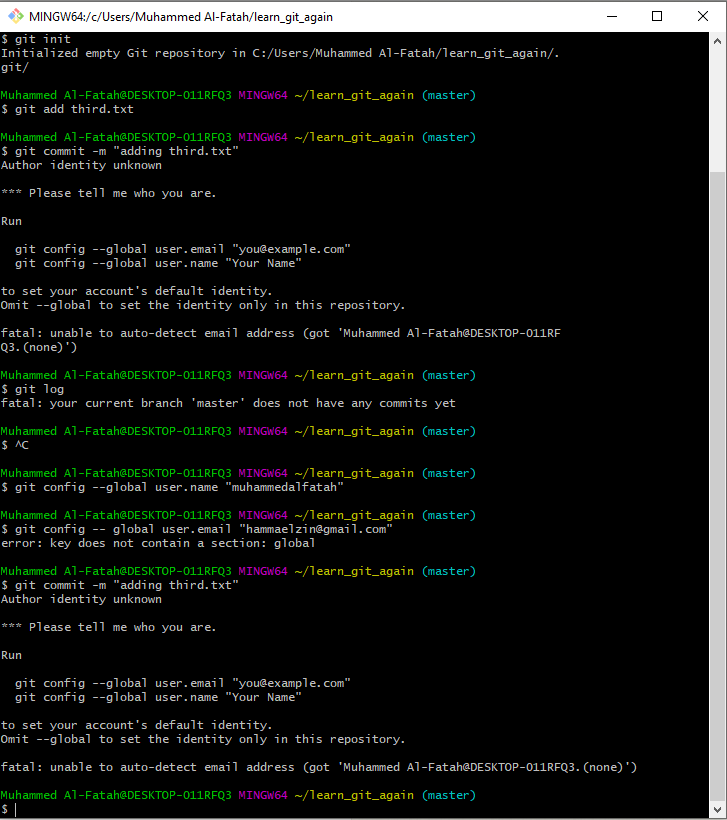 MINGW64:/c/Users/Muhammed Al-Fatah/learn_git_again
$ git init
Initialized empty Git repository in C:/Users/Muhammed Al-Fatah/learn_git_again/.
git/
Muhammed Al-Fatah@DESKTOP-O11RFQ3 MINGW64 ~/learn_git_again (master)
$ git add third.txt
Muhammed Al-Fatah@DESKTOP-O11RFQ3 MINGW64 ~/learn_git_again (master)
$ git commit -m "adding third.txt"
Author identity unknown
*** Please tell me who you are.
Run
  git config --global user.email "you@example.com"
  git config --global user.name "Your Name"
to set your account's default identity.
Omit --global to set the identity only in this repository.
fatal: unable to auto-detect email address (got 'Muhammed Al-Fatah@DESKTOP-O11RF
Q3.(none)')
Muhammed Al-Fatah@DESKTOP-O11RFQ3 MINGW64 ~/learn_git_again (master)
$ git log
fatal: your current branch 'master' does not have any commits yet
Muhammed Al-Fatah@DESKTOP-O11RFQ3 MINGW64 ~/learn_git_again (master)
$ ^C
Muhammed Al-Fatah@DESKTOP-O11RFQ3 MINGW64 ~/learn_git_again (master)
$ git config --global user.name "muhammedalfatah"
Muhammed Al-Fatah@DESKTOP-O11RFQ3 MINGW64 ~/learn_git_again (master)
$ git config -- global user.email "hammaelzin@gmail.com"
error: key does not contain a section: global
Muhammed Al-Fatah@DESKTOP-O11RFQ3 MINGW64 ~/learn_git_again (master)
$ git commit -m "adding third.txt"
Author identity unknown
*** Please tell me who you are.
Run
  git config --global user.email "you@example.com"
  git config --global user.name "Your Name"
to set your account's default identity.
Omit --global to set the identity only in this repository.
fatal: unable to auto-detect email address (got 'Muhammed Al-Fatah@DESKTOP-O11RFQ3.(none)')
Muhammed Al-Fatah@DESKTOP-O11RFQ3 MINGW64 ~/learn_git_again (master)
$